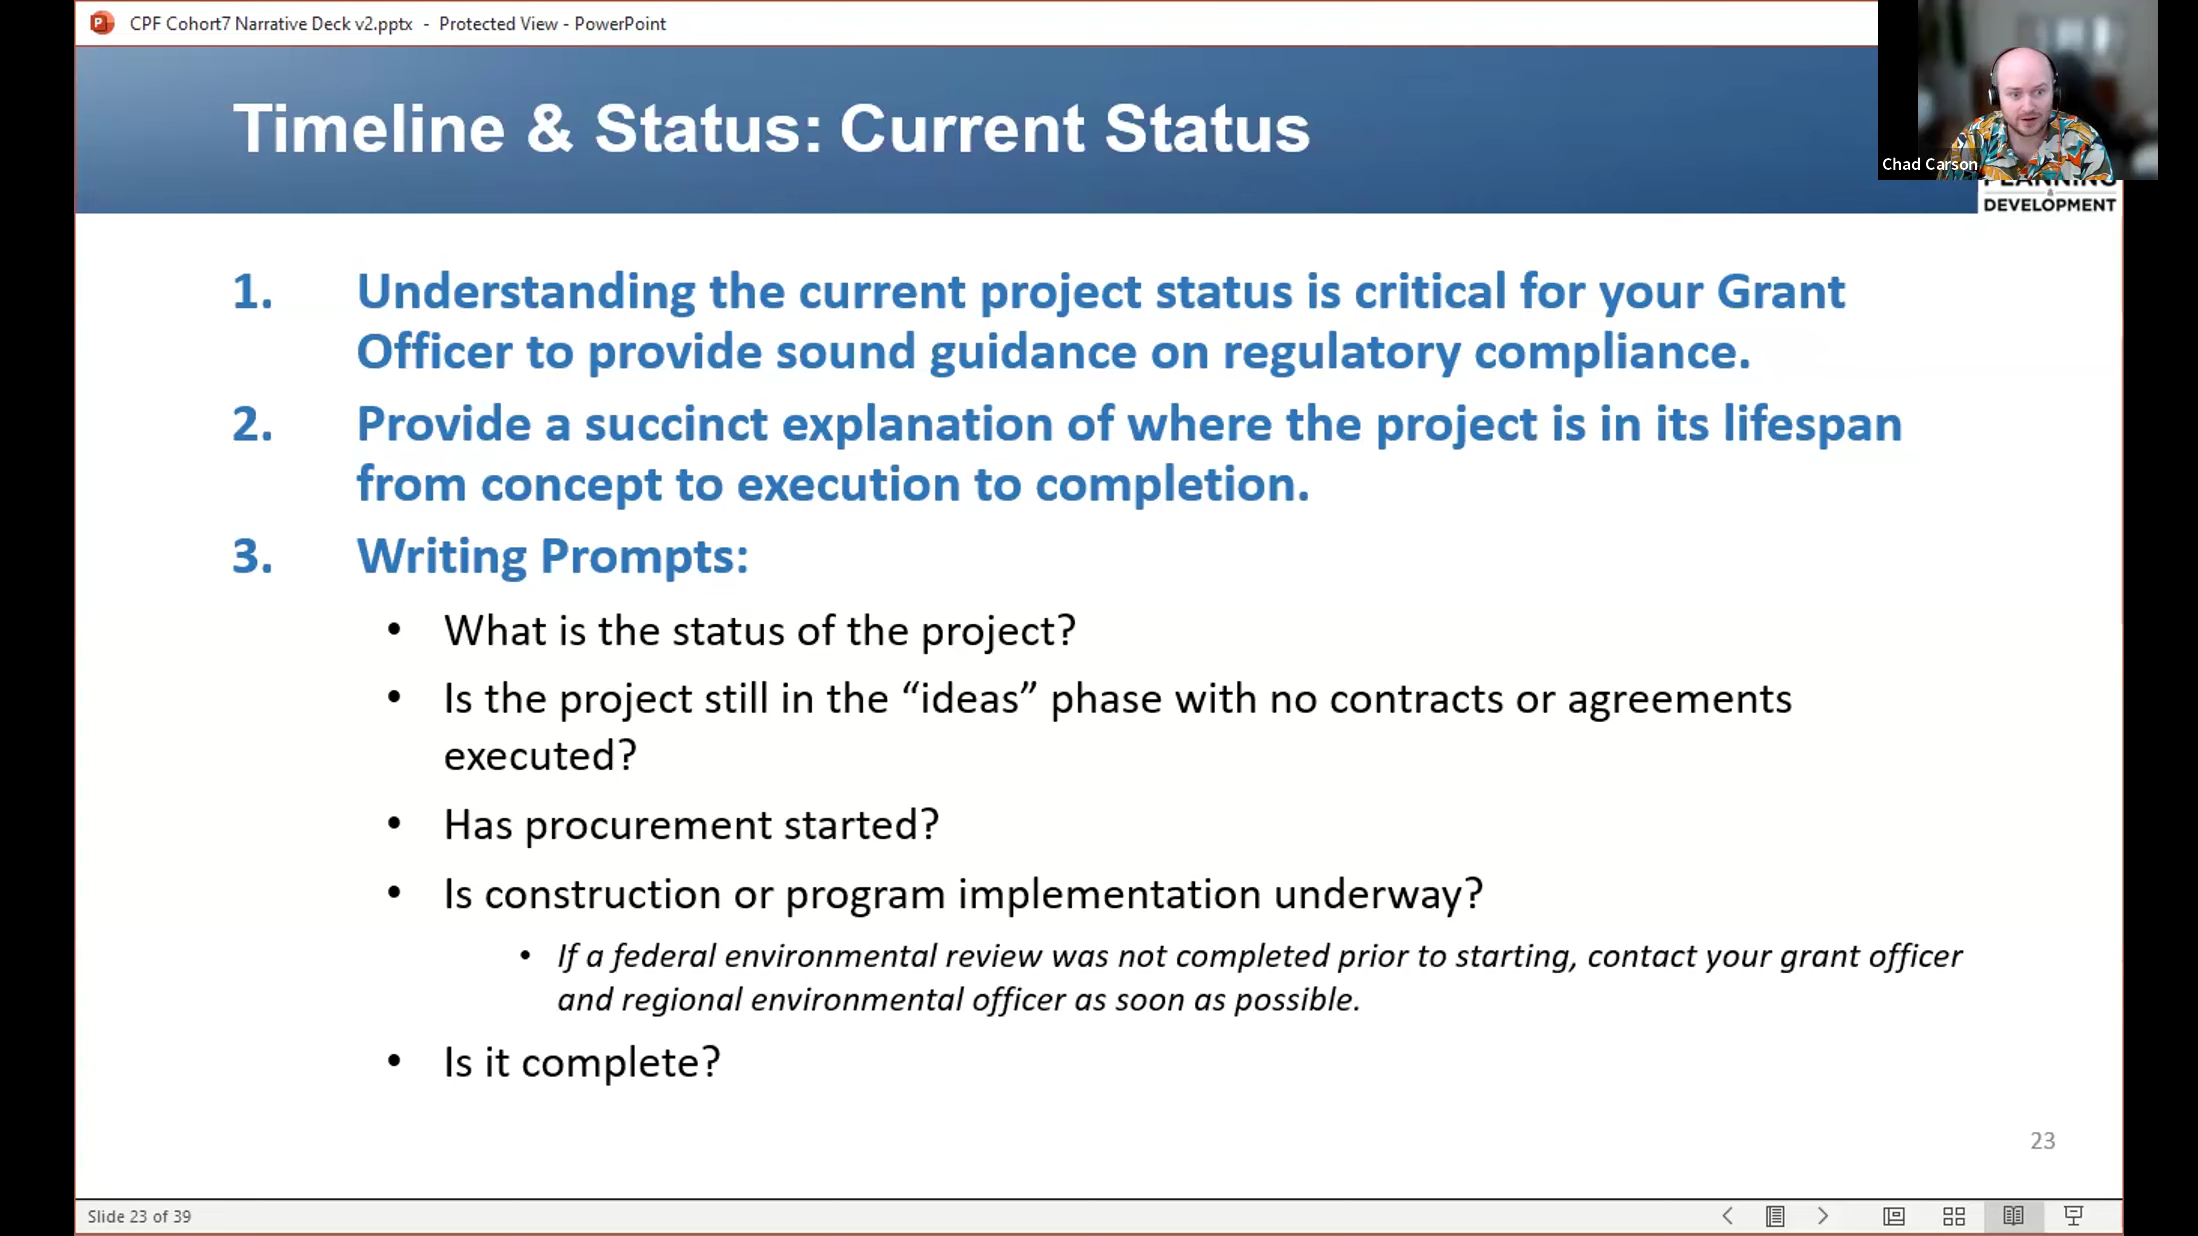 CPF Cohort7 Narrative Deck v2.pptx - Protected View - PowerPoint
Timeline & Status: Current Status
Chad Carson
PLANNING
&
DEVELOPMENT
1. Understanding the current project status is critical for your Grant
Officer to provide sound guidance on regulatory compliance.
2. Provide a succinct explanation of where the project is in its lifespan
from concept to execution to completion.
3. Writing Prompts:
• What is the status of the project?
• Is the project still in the “ideas” phase with no contracts or agreements
executed?
• Has procurement started?
• Is construction or program implementation underway?
• If a federal environmental review was not completed prior to starting, contact your grant officer
and regional environmental officer as soon as possible.
• Is it complete?
23
Slide 23 of 39